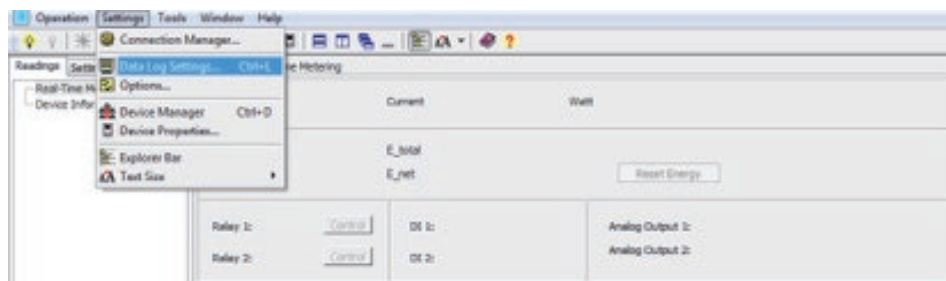 Operation Settings Tools Window Help
Connection Manager...
Readings Metering
Data Log Settings... Ctrl+L
Options...
Device Manager Ctrl+D
Device Properties...
Explorer Bar
Text Size
Current Watt
E_total
E_net Reset Energy
Relay 1: Control DI 1: Analog Output 1:
Relay 2: Control DI 2: Analog Output 2: